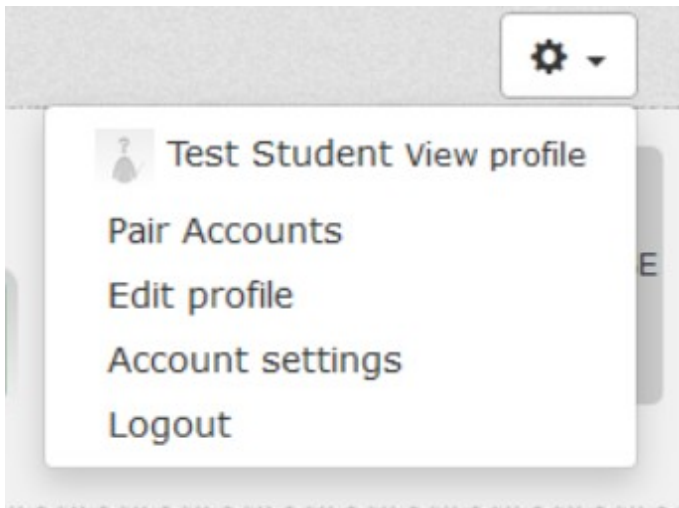 Test Student View profile
Pair Accounts
E
Edit profile
Account settings
Logout